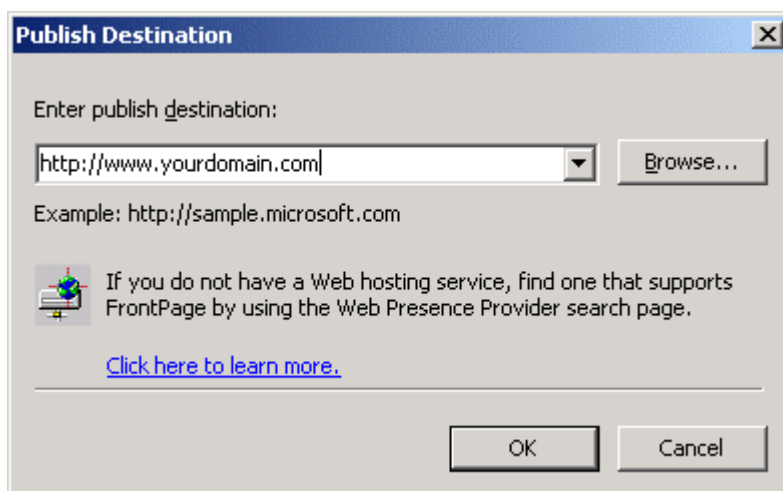 Publish Destination
Enter publish destination:
http://www.yourdomain.com
Browse...
Example: http://sample.microsoft.com
If you do not have a Web hosting service, find one that supports
FrontPage by using the Web Presence Provider search page.
Click here to learn more.
OK
Cancel